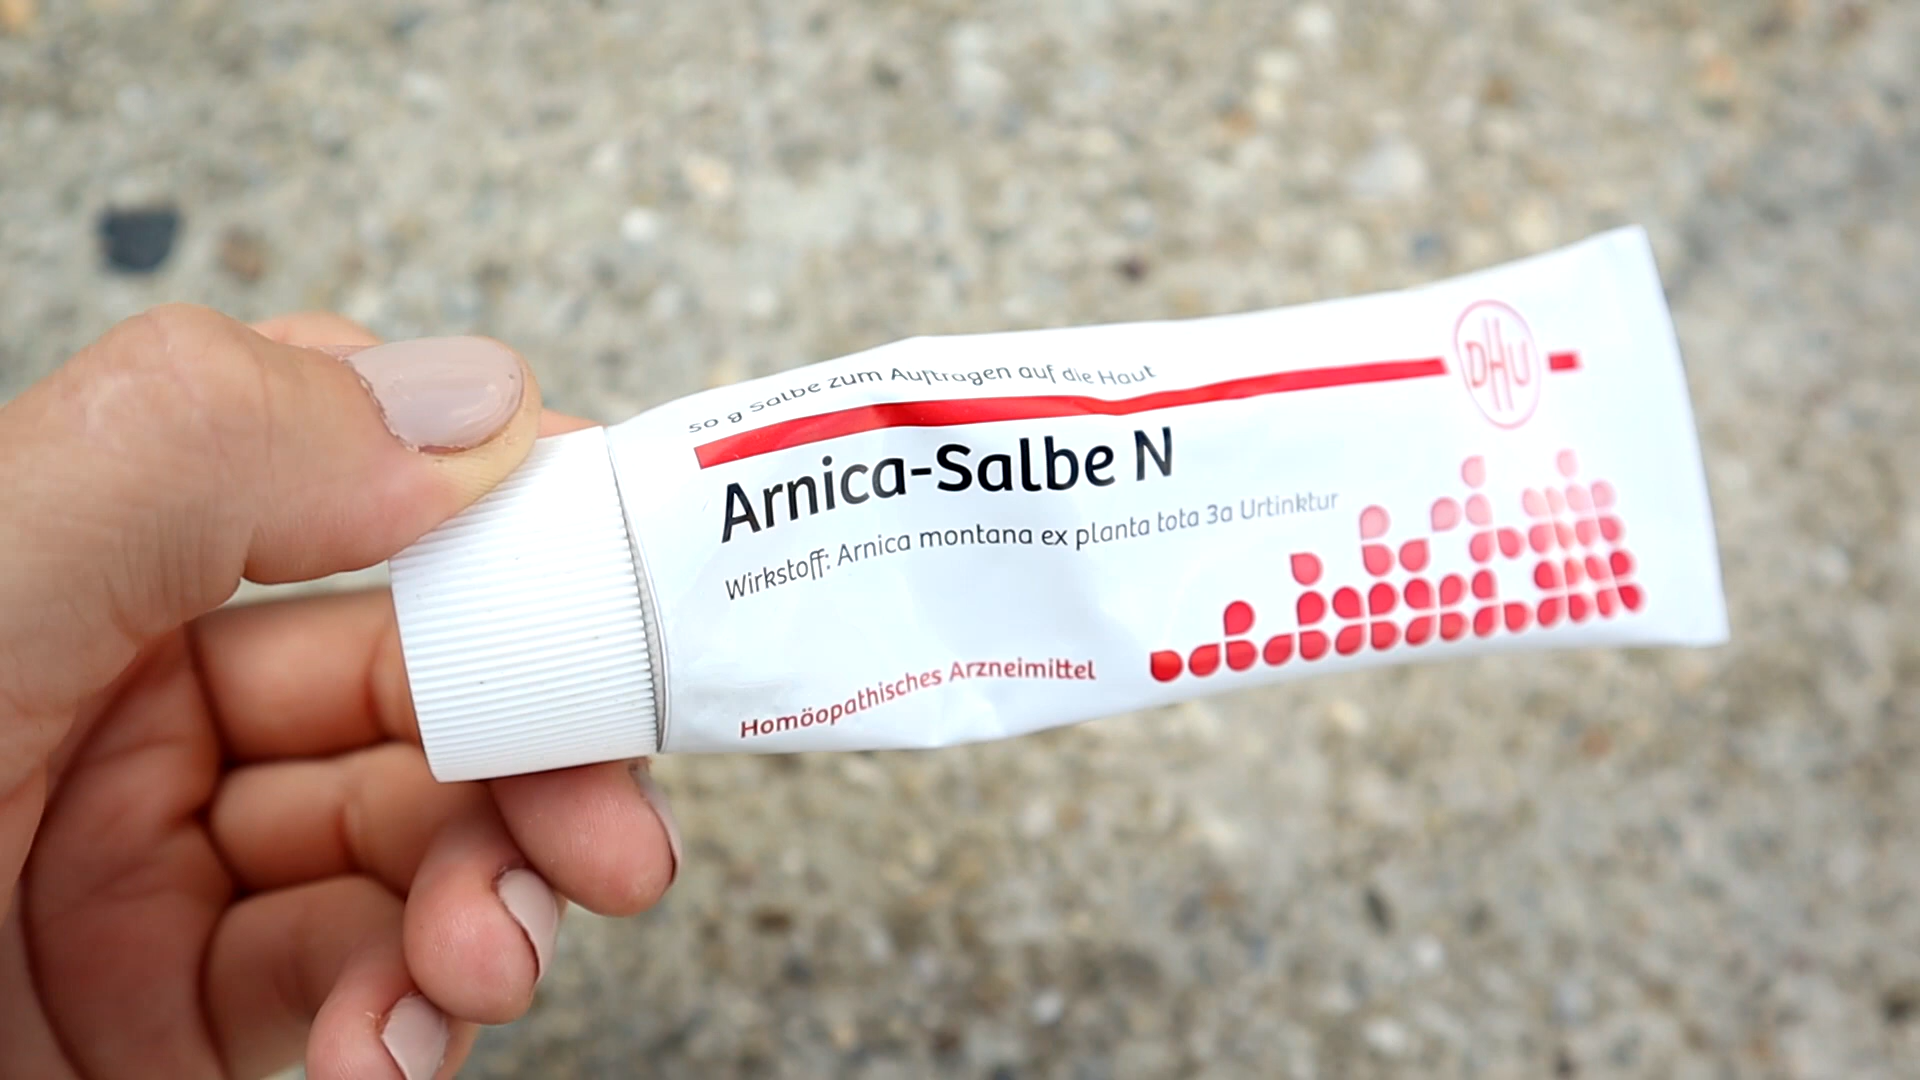 50 g Salbe zum Auftragen auf die Haut
DHU
Arnica-Salbe N
Wirkstoff: Arnica montana ex planta tota 3a Urtinktur
Homöopathisches Arzneimittel